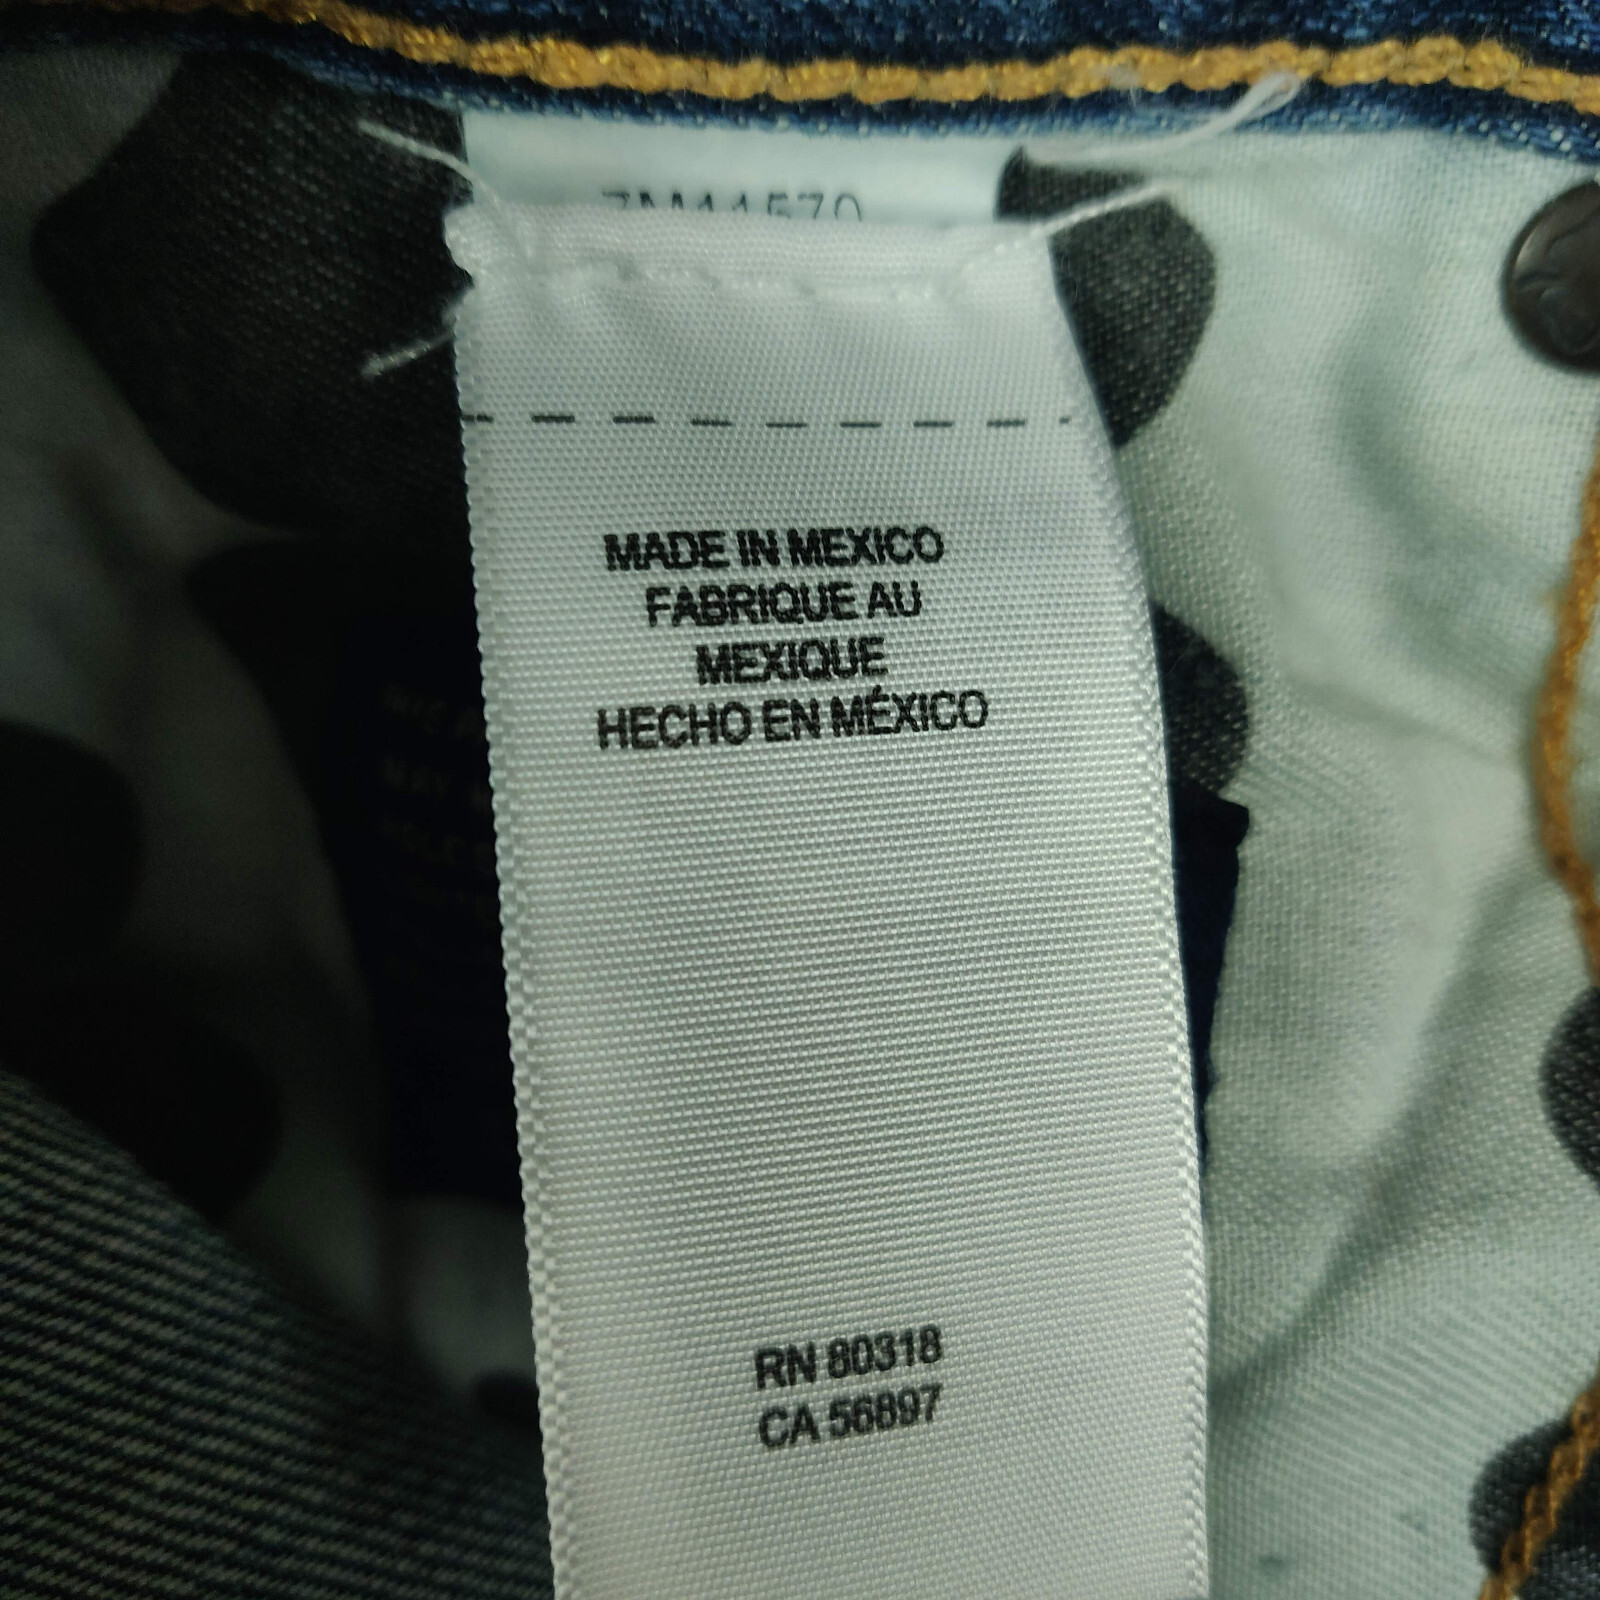 MADE IN MEXICO
FABRIQUE AU
MEXIQUE
HECHO EN MÉXICO
RN 80318
CA 56897